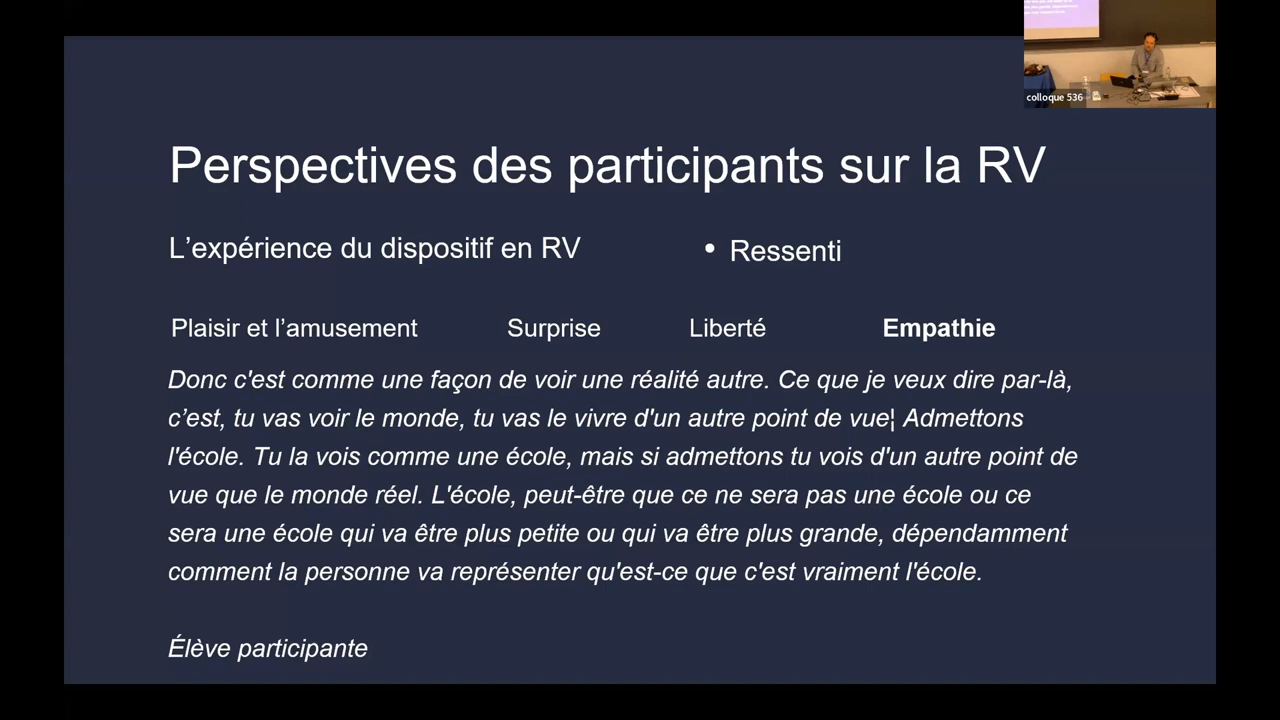 colloque 536
Perspectives des participants sur la RV
L’expérience du dispositif en RV
• Ressenti
Plaisir et l’amusement Surprise Liberté Empathie
Donc c'est comme une façon de voir une réalité autre. Ce que je veux dire par-là,
c’est, tu vas voir le monde, tu vas le vivre d'un autre point de vue¦ Admettons
l'école. Tu la vois comme une école, mais si admettons tu vois d'un autre point de
vue que le monde réel. L'école, peut-être que ce ne sera pas une école ou ce
sera une école qui va être plus petite ou qui va être plus grande, dépendamment
comment la personne va représenter qu'est-ce que c'est vraiment l'école.
Élève participante